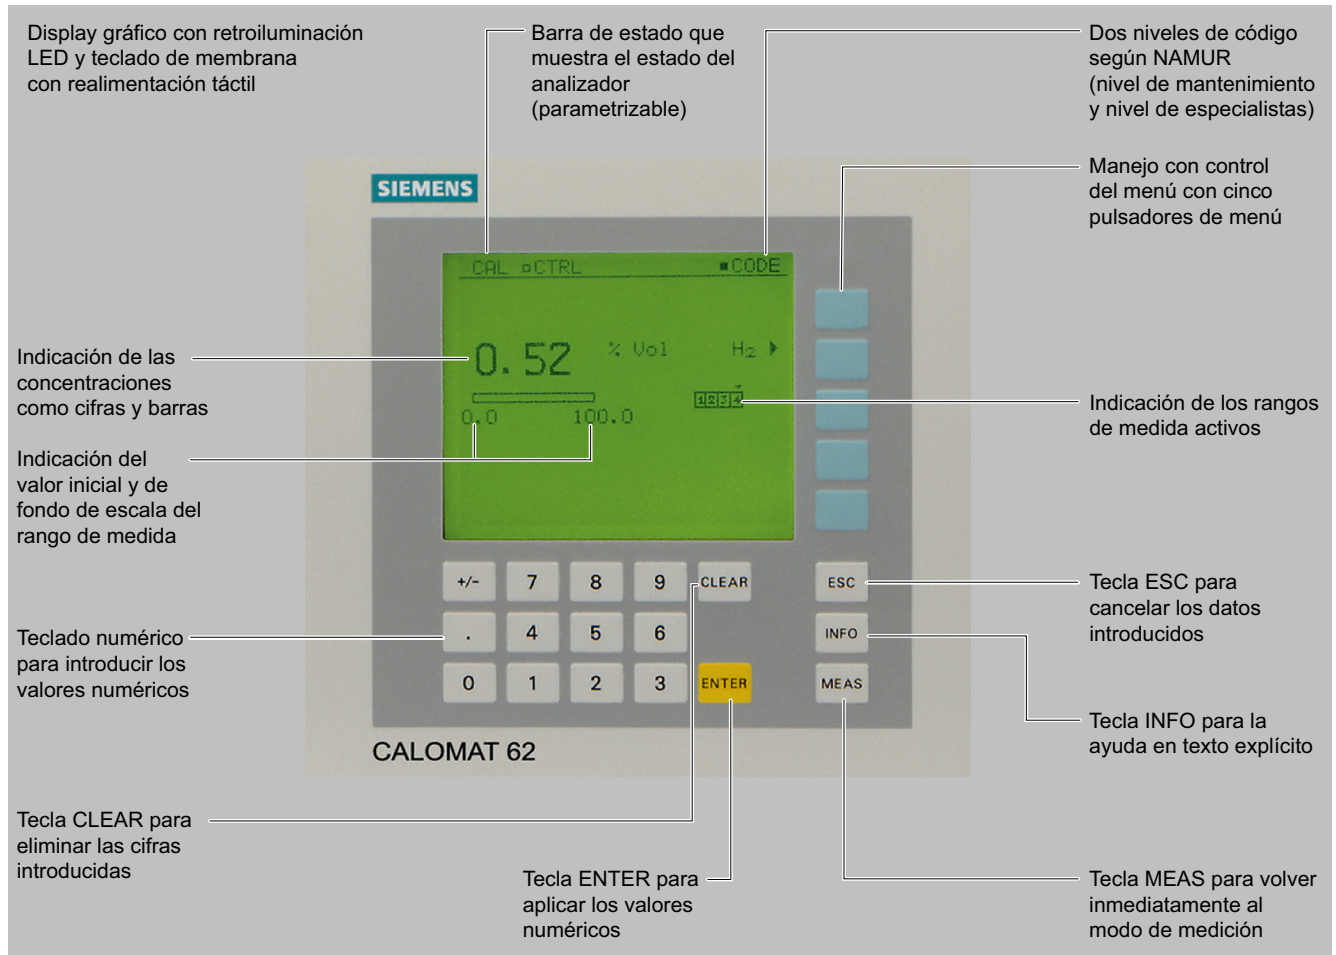 Display gráfico con retroiluminación
LED y teclado de membrana
con realimentación táctil
Barra de estado que
muestra el estado del
analizador
(parametrizable)
Dos niveles de código
según NAMUR
(nivel de mantenimiento
y nivel de especialistas)
Manejo con control
del menú con cinco
pulsadores de menú
SIEMENS
CAL CTRL CODE
0.52 % Vol H2
1 2 3 4
0.0 100.0
Indicación de las
concentraciones
como cifras y barras
Indicación de los rangos
de medida activos
Indicación del
valor inicial y de
fondo de escala del
rango de medida
+/- 7 8 9 CLEAR ESC
. 4 5 6 INFO
0 1 2 3 ENTER MEAS
CALOMAT 62
Tecla ESC para
cancelar los datos
introducidos
Teclado numérico
para introducir los
valores numéricos
Tecla INFO para la
ayuda en texto explícito
Tecla CLEAR para
eliminar las cifras
introducidas
Tecla ENTER para
aplicar los valores
numéricos
Tecla MEAS para volver
inmediatamente al
modo de medición